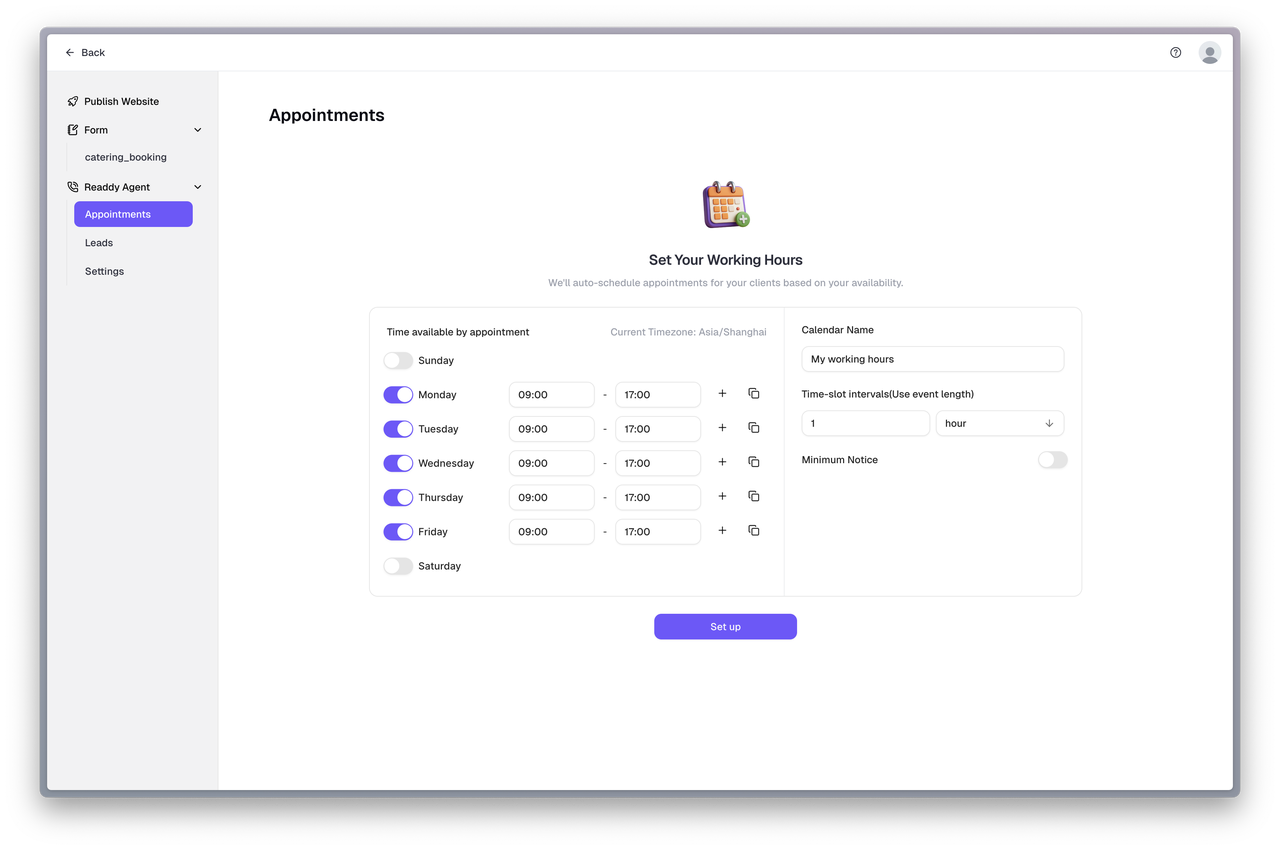 Back
Publish Website
Form
catering_booking
Readdy Agent
Appointments
Leads
Settings
Appointments
Set Your Working Hours
We'll auto-schedule appointments for your clients based on your availability.
Time available by appointment Current Timezone: Asia/Shanghai
Sunday
Monday 09:00 - 17:00
Tuesday 09:00 - 17:00
Wednesday 09:00 - 17:00
Thursday 09:00 - 17:00
Friday 09:00 - 17:00
Saturday
Calendar Name
My working hours
Time-slot intervals(Use event length)
1 hour
Minimum Notice
Set up